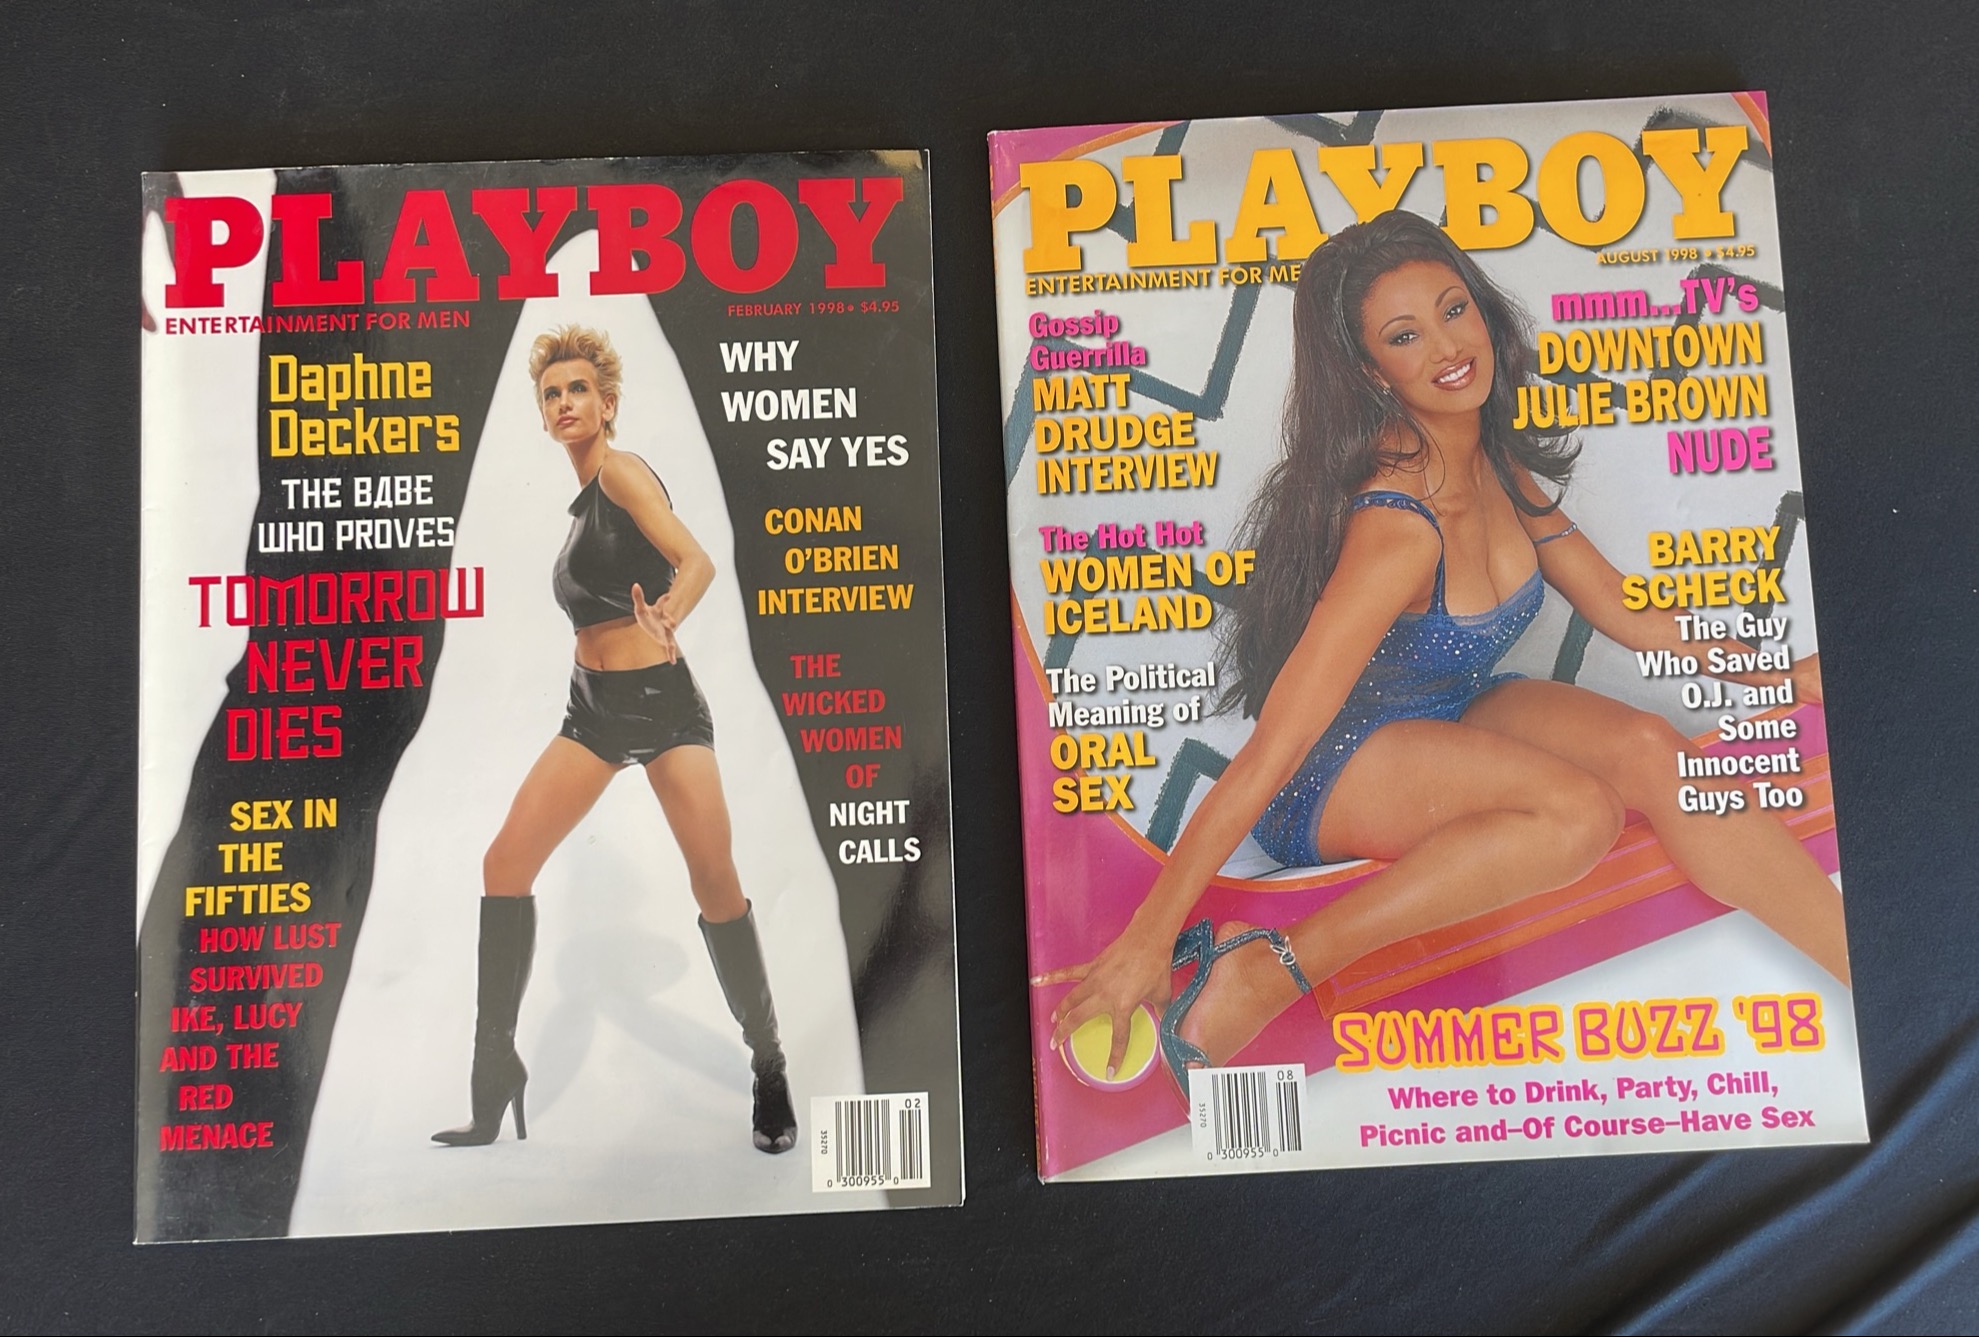 PLAYBOY
ENTERTAINMENT FOR MEN
FEBRUARY 1998 • $4.95
Daphne
Deckers
THE BABE
WHO PROVES
TOMORROW
NEVER
DIES
SEX IN
THE
FIFTIES
HOW LUST
SURVIVED
IKE, LUCY
AND THE
RED
MENACE
WHY
WOMEN
SAY YES
CONAN
O'BRIEN
INTERVIEW
THE
WICKED
WOMEN
OF
NIGHT
CALLS
02
35270
0 300955 0
PLAYBOY
AUGUST 1998 • $4.95
ENTERTAINMENT FOR ME
Gossip
Guerrilla
MATT
DRUDGE
INTERVIEW
The Hot Hot
WOMEN OF
ICELAND
The Political
Meaning of
ORAL
SEX
mmm...TV's
DOWNTOWN
JULIE BROWN
NUDE
BARRY
SCHECK
The Guy
Who Saved
O.J. and
Some
Innocent
Guys Too
SUMMER BUZZ '98
Where to Drink, Party, Chill,
Picnic and–Of Course–Have Sex
08
35270
0 300955 0